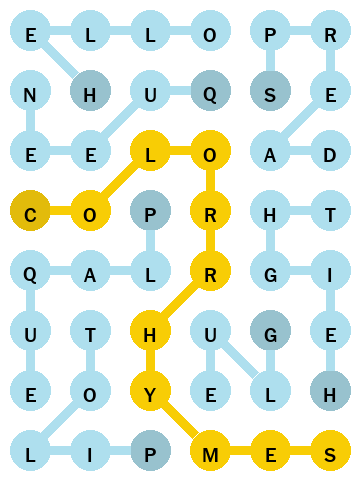 E L L O P R
N H U Q S E
E E L O A D
C O P R H T
Q A L R G I
U T H U G E
E O Y E L H
L I P M E S